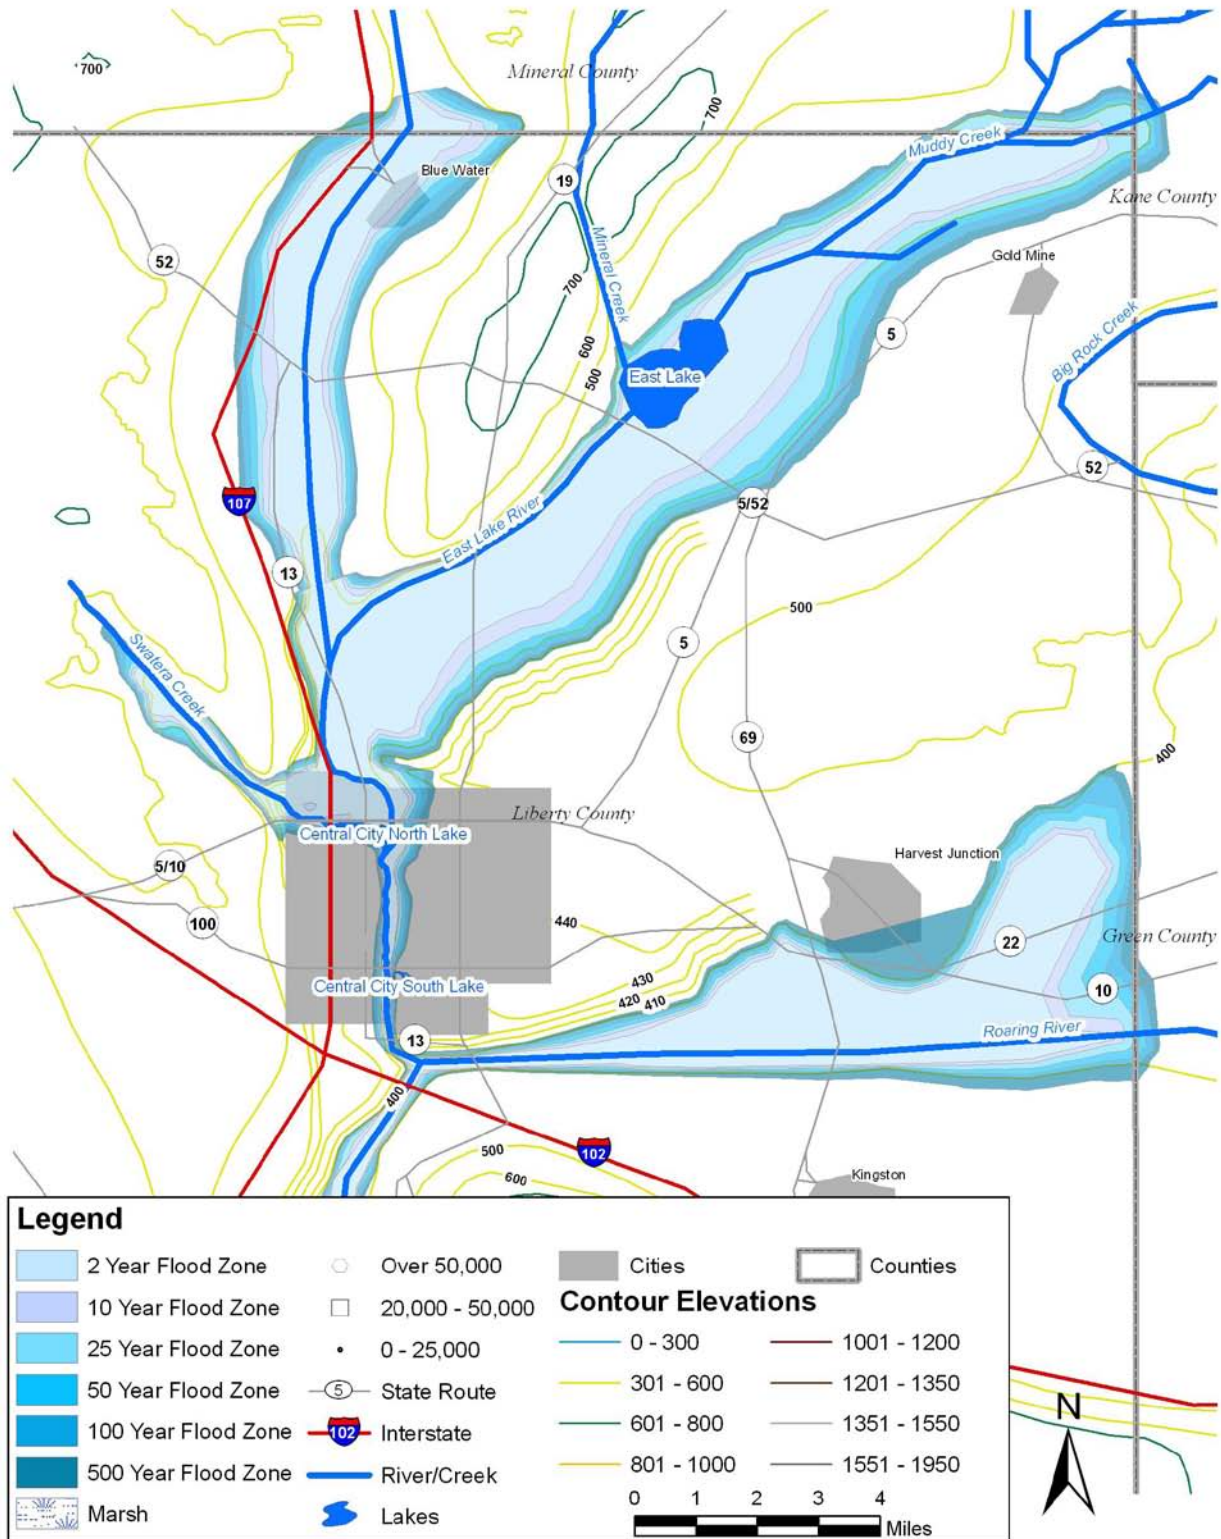 700
Mineral County
700
Muddy Creek
Blue Water
19
Kane County
Mineral Creek
52
Gold Mine
700
Big Rock Creek
5
600
500
East Lake
52
107
5/52
East Lake River
13
500
Swatera Creek
5
69
400
Liberty County
Central City North Lake
Harvest Junction
5/10
100
440
22
Green County
430
Central City South Lake
420
410
10
13
Roaring River
400
500
102
600
Kingston
Legend
2 Year Flood Zone
10 Year Flood Zone
25 Year Flood Zone
50 Year Flood Zone
100 Year Flood Zone
500 Year Flood Zone
Marsh
Over 50,000
20,000 - 50,000
0 - 25,000
5 State Route
102 Interstate
River/Creek
Lakes
Cities
Counties
Contour Elevations
0 - 300
301 - 600
601 - 800
801 - 1000
1001 - 1200
1201 - 1350
1351 - 1550
1551 - 1950
0 1 2 3 4
Miles
N